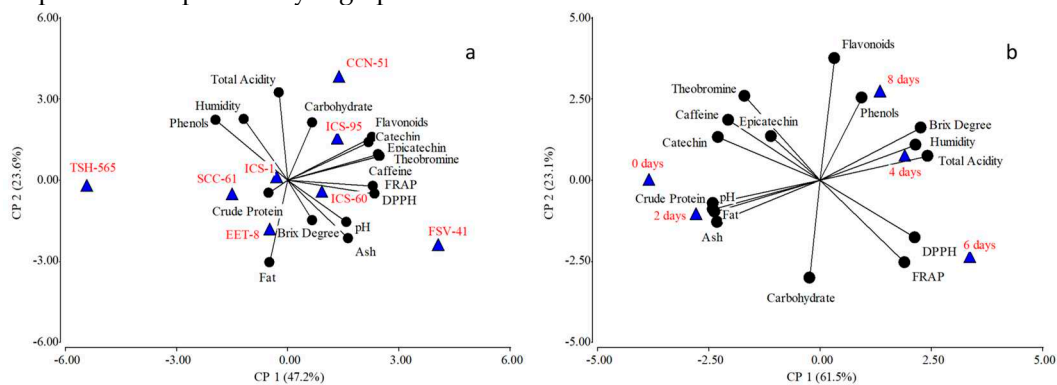 6.00
a
CCN-51
Total Acidity
3.00
Humidity
Carbohydrate
Phenols
Flavonoids
ICS-95
Catechin
Epicatechin
TSH-565
ICS-1
Theobromine
SCC-61
Caffeine
0.00
FRAP
ICS-60
DPPH
Crude Protein
EET-8
Brix Degree
pH
FSV-41
Ash
-3.00
Fat
-6.00
-6.00
-3.00
0.00
3.00
6.00
CP 1 (47.2%)
CP 2 (23.6%)
5.00
b
Flavonoids
8 days
Theobromine
2.50
Phenols
Caffeine
Epicatechin
Brix Degree
Catechin
Humidity
0 days
4 days
Total Acidity
0.00
Crude Protein
pH
2 days
Fat
Ash
DPPH
6 days
-2.50
FRAP
Carbohydrate
-5.00
-5.00
-2.50
0.00
2.50
5.00
CP 1 (61.5%)
CP 2 (23.1%)